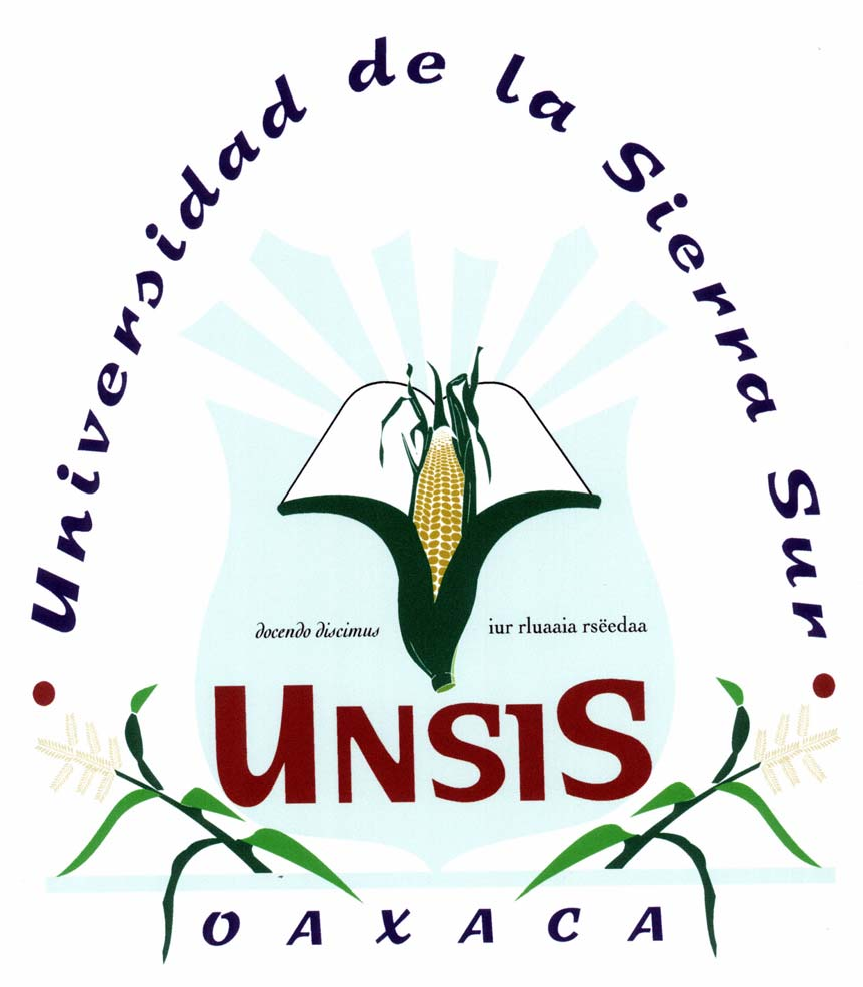 Universidad de la Sierra Sur
docendo discimus iur rluaaia rsëedaa
UNSIS
OAXACA